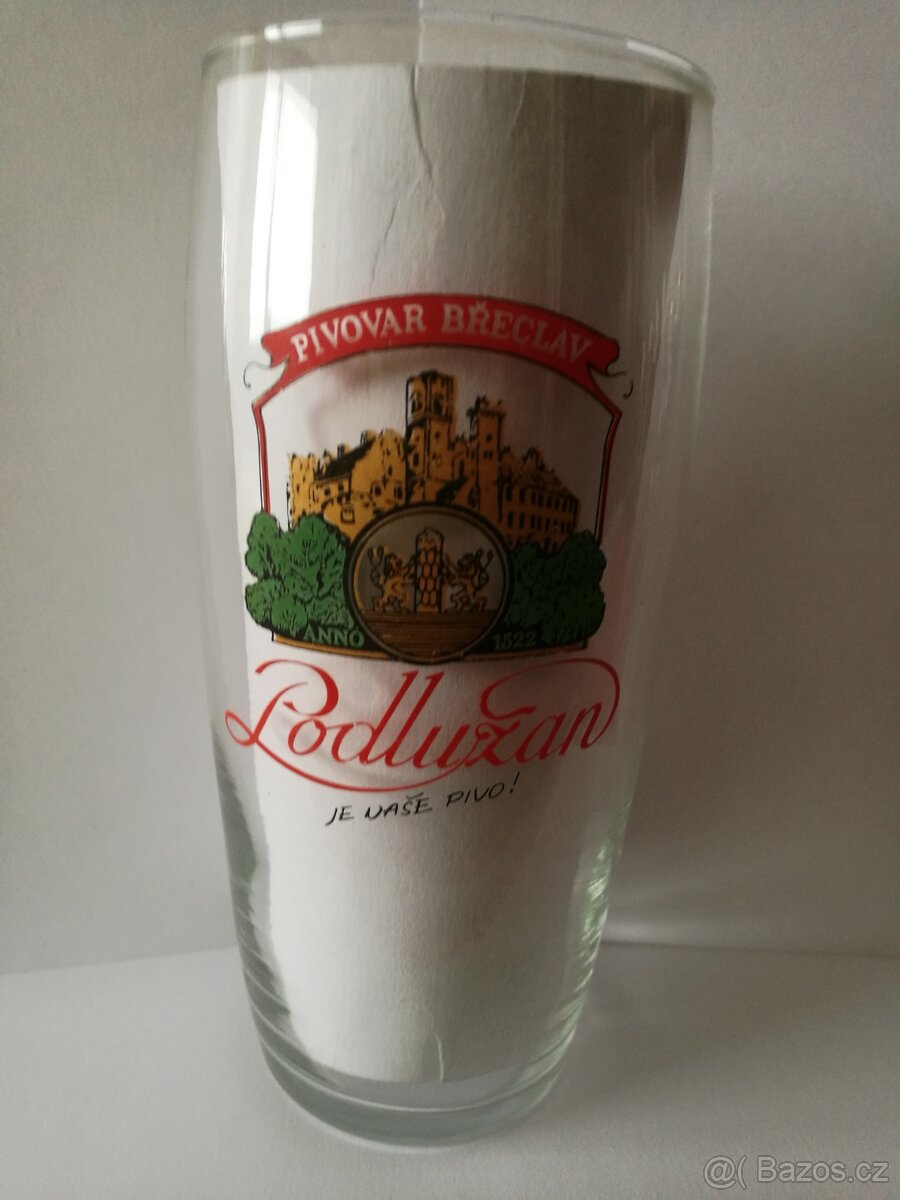 PIVOVAR BŘECLAV
ANNO 1522
Podlužan
JE NAŠE PIVO!
@( Bazos.cz